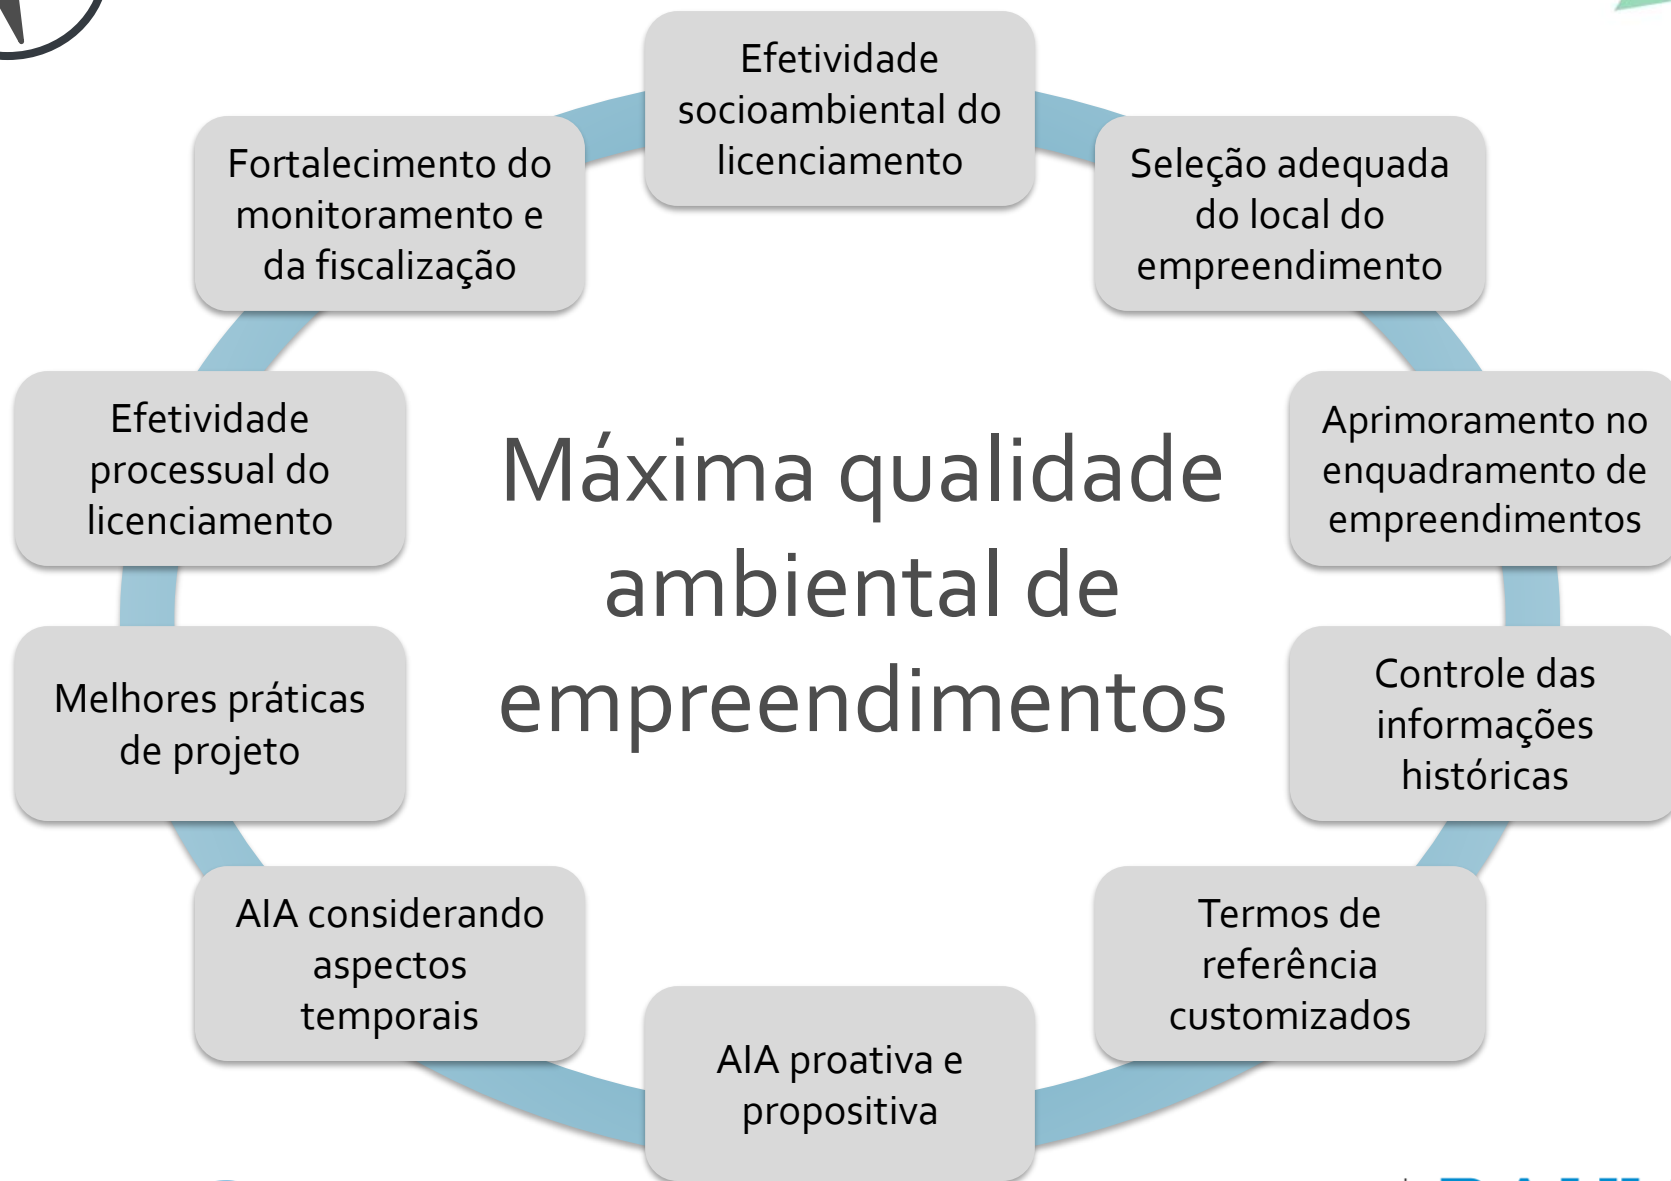 Efetividade
socioambiental do
licenciamento
Seleção adequada
do local do
empreendimento
Aprimoramento no
enquadramento de
empreendimentos
Controle das
informações
históricas
Termos de
referência
customizados
AIA proativa e
propositiva
AIA considerando
aspectos
temporais
Melhores práticas
de projeto
Efetividade
processual do
licenciamento
Fortalecimento do
monitoramento e
da fiscalização
Máxima qualidade
ambiental de
empreendimentos